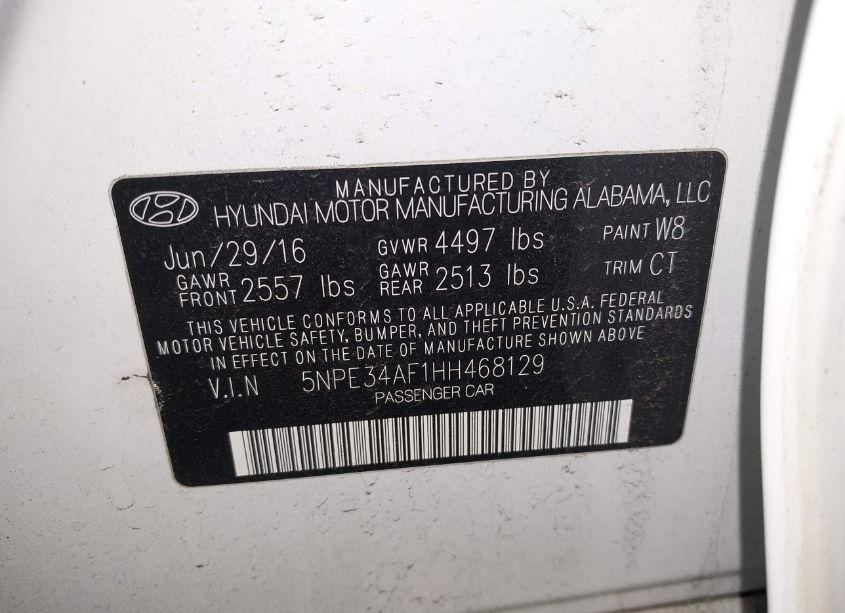 MANUFACTURED BY
HYUNDAI MOTOR MANUFACTURING ALABAMA, LLC
Jun/29/16 GVWR 4497 lbs PAINT W8
GAWR FRONT 2557 lbs GAWR REAR 2513 lbs TRIM CT
THIS VEHICLE CONFORMS TO ALL APPLICABLE U.S.A. FEDERAL
MOTOR VEHICLE SAFETY, BUMPER, AND THEFT PREVENTION STANDARDS
IN EFFECT ON THE DATE OF MANUFACTURE SHOWN ABOVE
V.I.N 5NPE34AF1HH468129
PASSENGER CAR